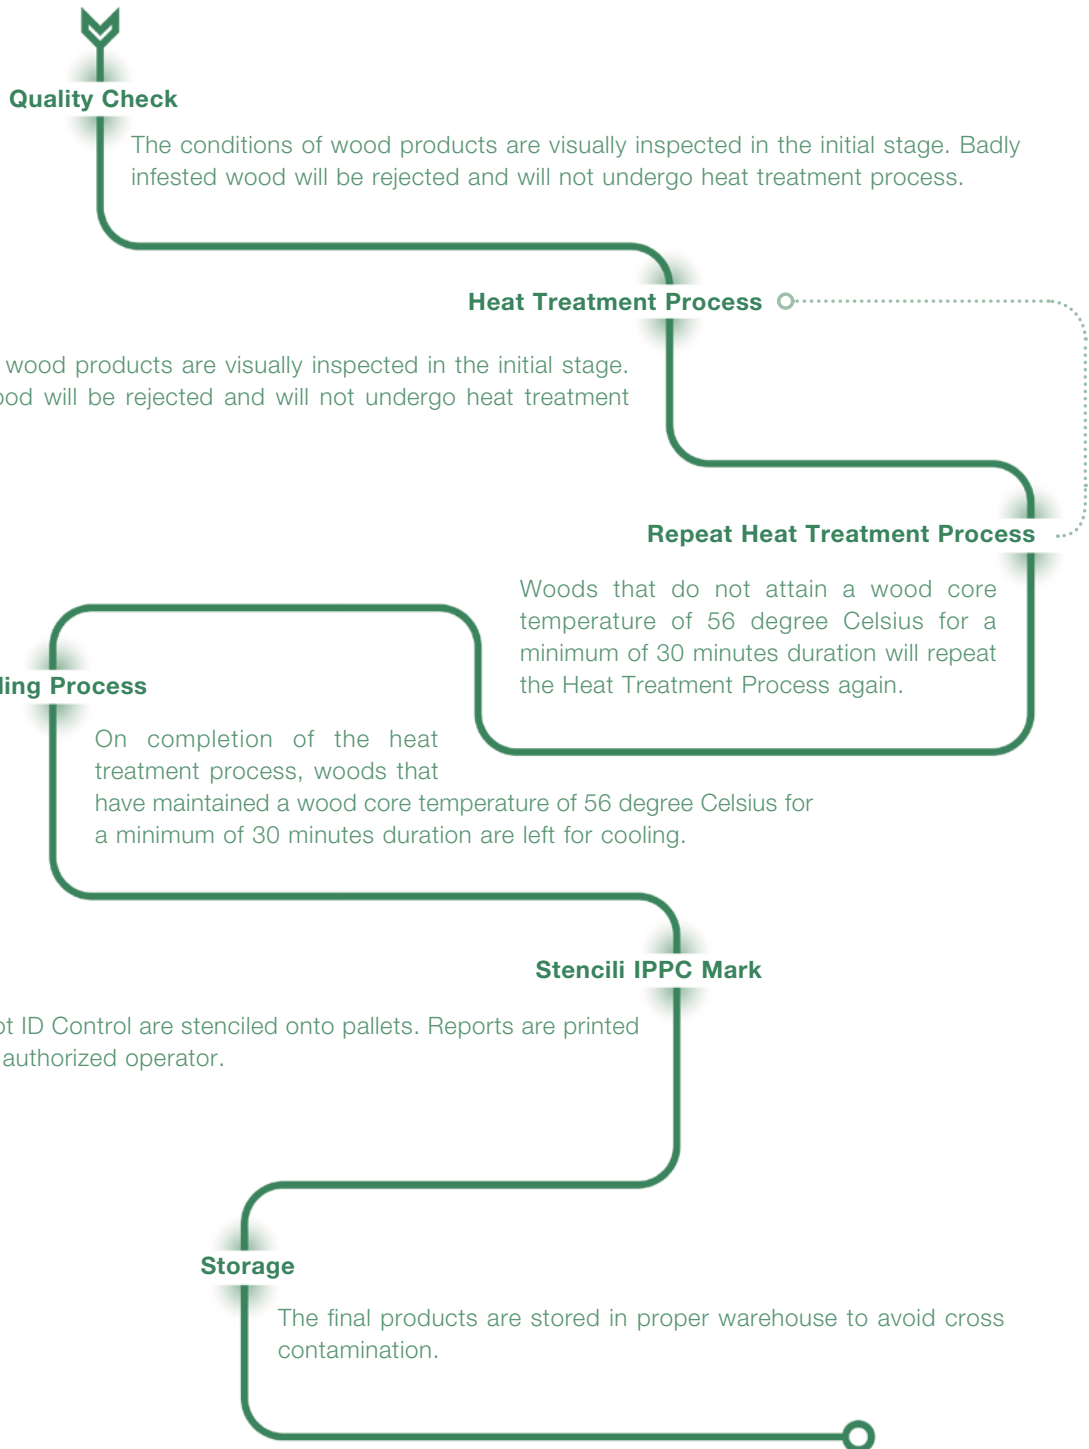 Quality Check
The conditions of wood products are visually inspected in the initial stage. Badly
infested wood will be rejected and will not undergo heat treatment process.
Heat Treatment Process
wood products are visually inspected in the initial stage.
will be rejected and will not undergo heat treatment
Repeat Heat Treatment Process
Woods that do not attain a wood core
temperature of 56 degree Celsius for a
minimum of 30 minutes duration will repeat
the Heat Treatment Process again.
Process
On completion of the heat
treatment process, woods that
have maintained a wood core temperature of 56 degree Celsius for
a minimum of 30 minutes duration are left for cooling.
Stencili IPPC Mark
ID Control are stenciled onto pallets. Reports are printed
authorized operator.
Storage
The final products are stored in proper warehouse to avoid cross
contamination.